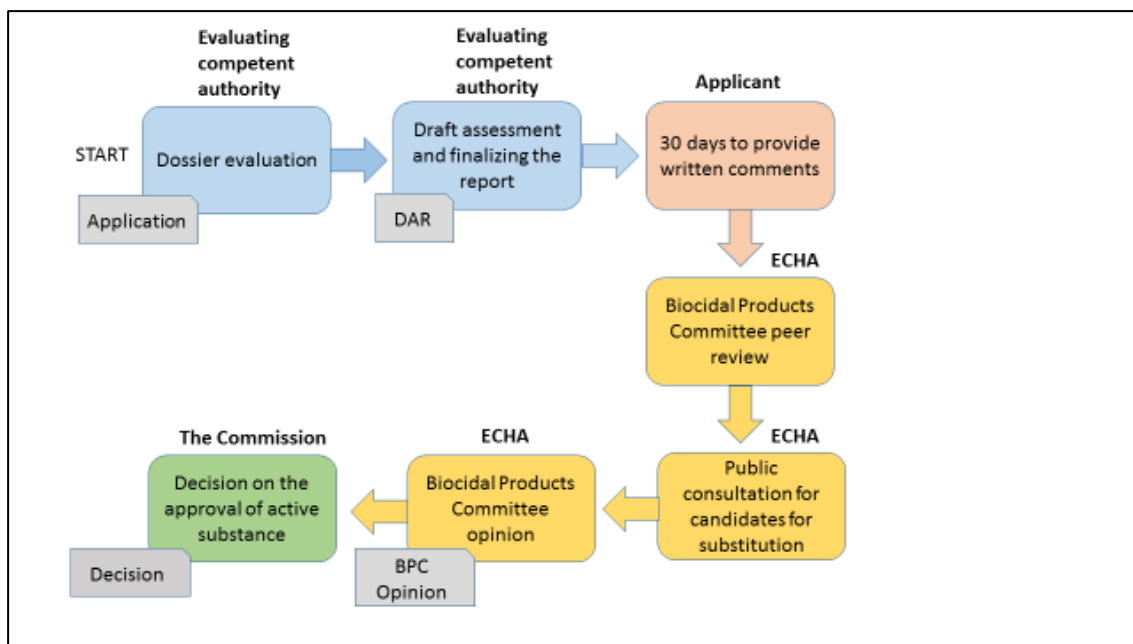 Evaluating
competent
authority
Evaluating
competent
authority
Applicant
START
Dossier evaluation
Application
Draft assessment
and finalizing the
report
DAR
30 days to provide
written comments
ECHA
Biocidal Products
Committee peer
review
ECHA
Public
consultation for
candidates for
substitution
ECHA
Biocidal Products
Committee
opinion
BPC
Opinion
The Commission
Decision on the
approval of active
substance
Decision